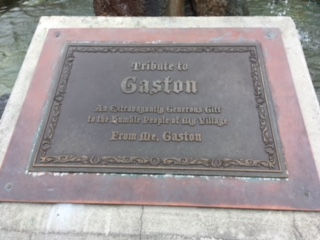 Tribute to
Gaston
An Extravagantly Generous Gift
to the Humble People of My Village
From Me, Gaston